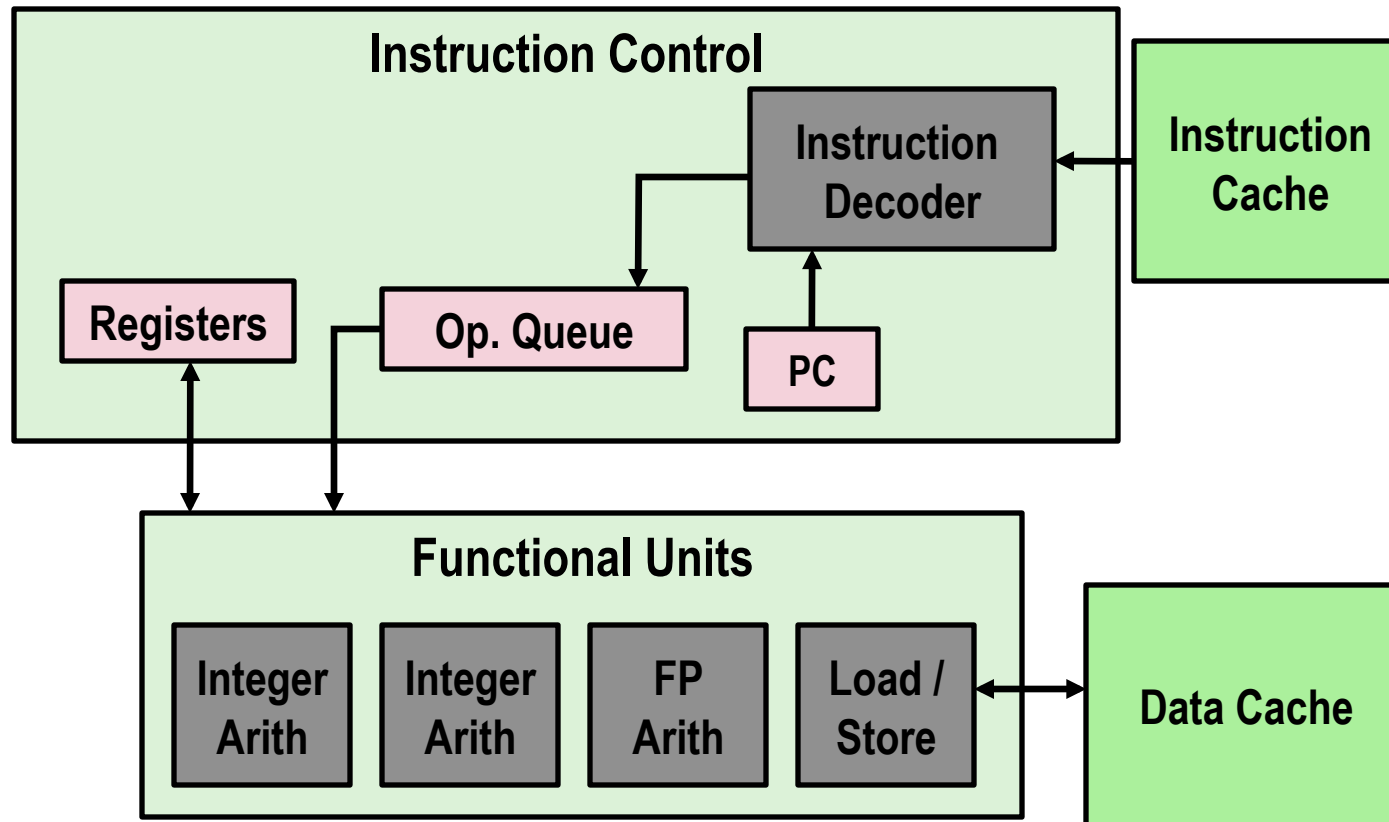 Instruction Control
Instruction
Decoder
Instruction
Cache
Registers
Op. Queue
PC
Functional Units
Integer
Arith
Integer
Arith
FP
Arith
Load /
Store
Data Cache